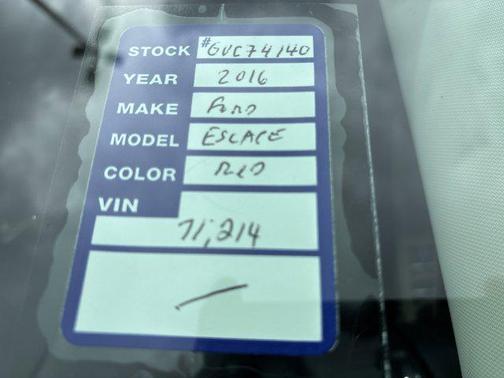 STOCK #GUC74140
YEAR 2016
MAKE FORD
MODEL ESCAPE
COLOR RED
VIN
71,214